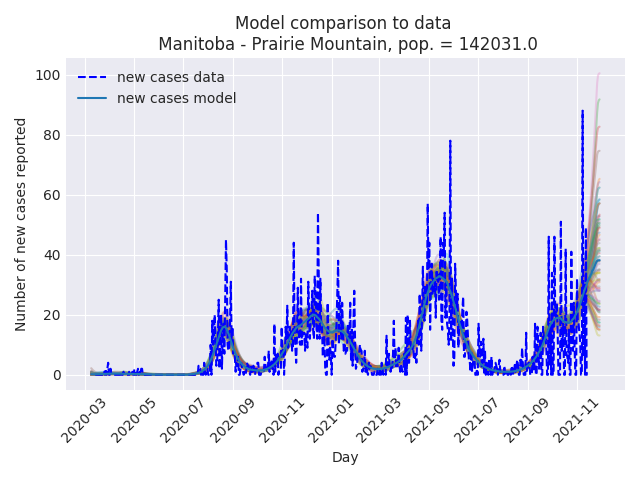 Model comparison to data
Manitoba - Prairie Mountain, pop. = 142031.0
new cases data
new cases model
Number of new cases reported
100
80
60
40
20
0
2020-03
2020-05
2020-07
2020-09
2020-11
2021-01
2021-03
2021-05
2021-07
2021-09
2021-11
Day